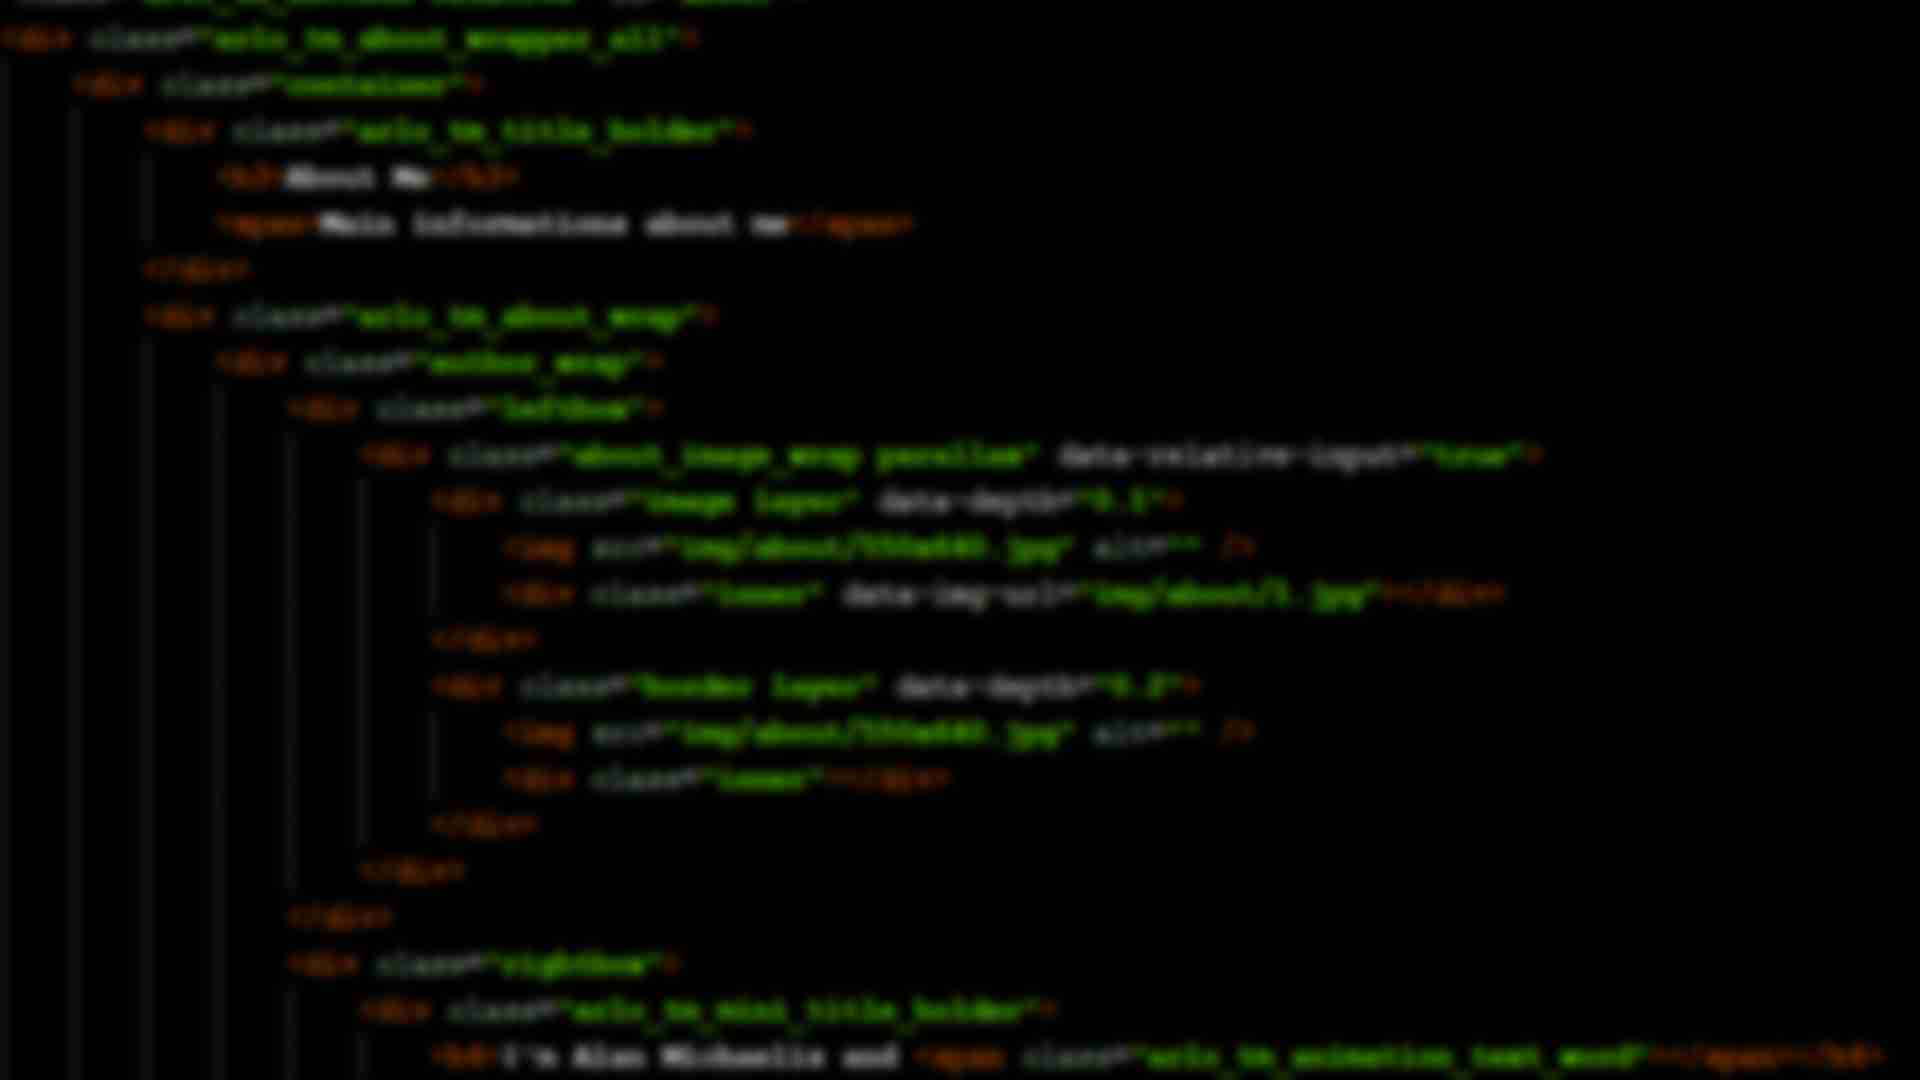 <div class="arlo_tm_about_wrapper_all">
<div class="container">
<div class="arlo_tm_title_holder">
<h3>About Me</h3>
<span>Main informations about me</span>
</div>
<div class="arlo_tm_about_wrap">
<div class="author_wrap">
<div class="leftbox">
<div class="about_image_wrap parallax" data-relative-input="true">
<div class="image layer" data-depth="0.1">
<img src="img/about/550x640.jpg" alt="" />
<div class="inner" data-img-url="img/about/1.jpg"></div>
</div>
<div class="border layer" data-depth="0.2">
<img src="img/about/550x640.jpg" alt="" />
<div class="inner"></div>
</div>
</div>
</div>
<div class="rightbox">
<div class="arlo_tm_mini_title_holder">
<h4>I'm Alan Michaelis and <span class="arlo_tm_animation_text_word"></span></h4>